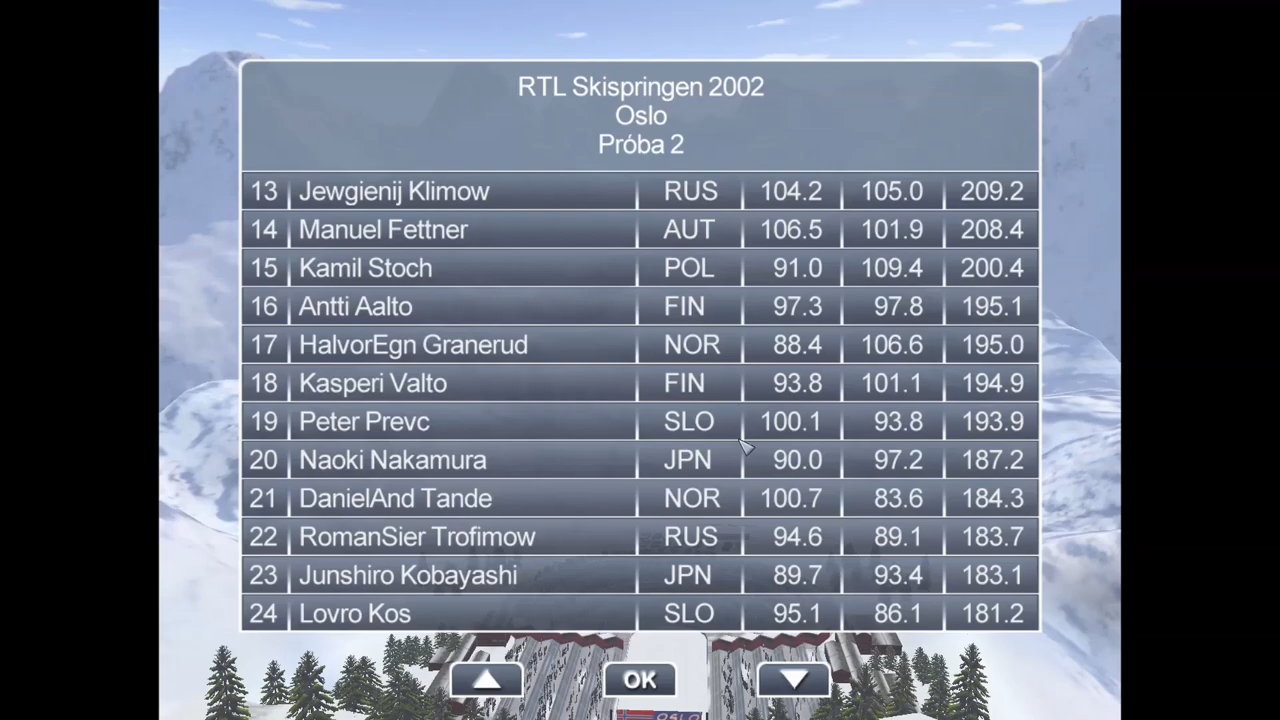 RTL Skispringen 2002
Oslo
Próba 2
13 Jewgienij Klimow RUS 104.2 105.0 209.2
14 Manuel Fettner AUT 106.5 101.9 208.4
15 Kamil Stoch POL 91.0 109.4 200.4
16 Antti Aalto FIN 97.3 97.8 195.1
17 HalvorEgn Granerud NOR 88.4 106.6 195.0
18 Kasperi Valto FIN 93.8 101.1 194.9
19 Peter Prevc SLO 100.1 93.8 193.9
20 Naoki Nakamura JPN 90.0 97.2 187.2
21 DanielAnd Tande NOR 100.7 83.6 184.3
22 RomanSier Trofimow RUS 94.6 89.1 183.7
23 Junshiro Kobayashi JPN 89.7 93.4 183.1
24 Lovro Kos SLO 95.1 86.1 181.2
OK
OSLO